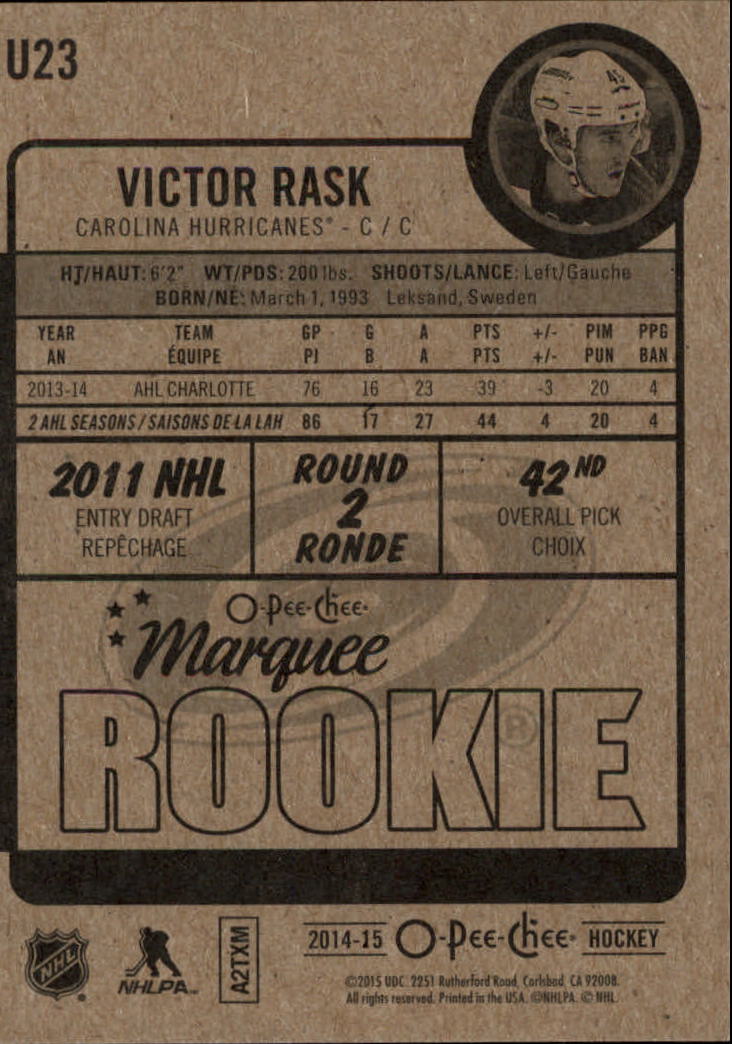 U23
VICTOR RASK
CAROLINA HURRICANES® - C / C
HT/HAUT: 6'2" WT/PDS: 200 lbs. SHOOTS/LANCE: Left/Gauche
BORN/NÉ: March 1, 1993 Leksand, Sweden
YEAR TEAM GP G A PTS +/- PIM PPG
AN ÉQUIPE PJ B A PTS +/- PUN BAN
2013-14 AHL CHARLOTTE 76 16 23 39 -3 20 4
2 AHL SEASONS / SAISONS DE LA LAH 86 17 27 44 4 20 4
2011 NHL
ENTRY DRAFT
REPÊCHAGE
ROUND
2
RONDE
42ND
OVERALL PICK
CHOIX
O-Pee-Chee®
Marquee
ROOKIE
®
NHL
NHLPA
A2TXM
2014-15 O-Pee-Chee® HOCKEY
©2015 UDC. 2251 Rutherford Road, Carlsbad, CA 92008.
All rights reserved. Printed in the USA. ©NHLPA. © NHL